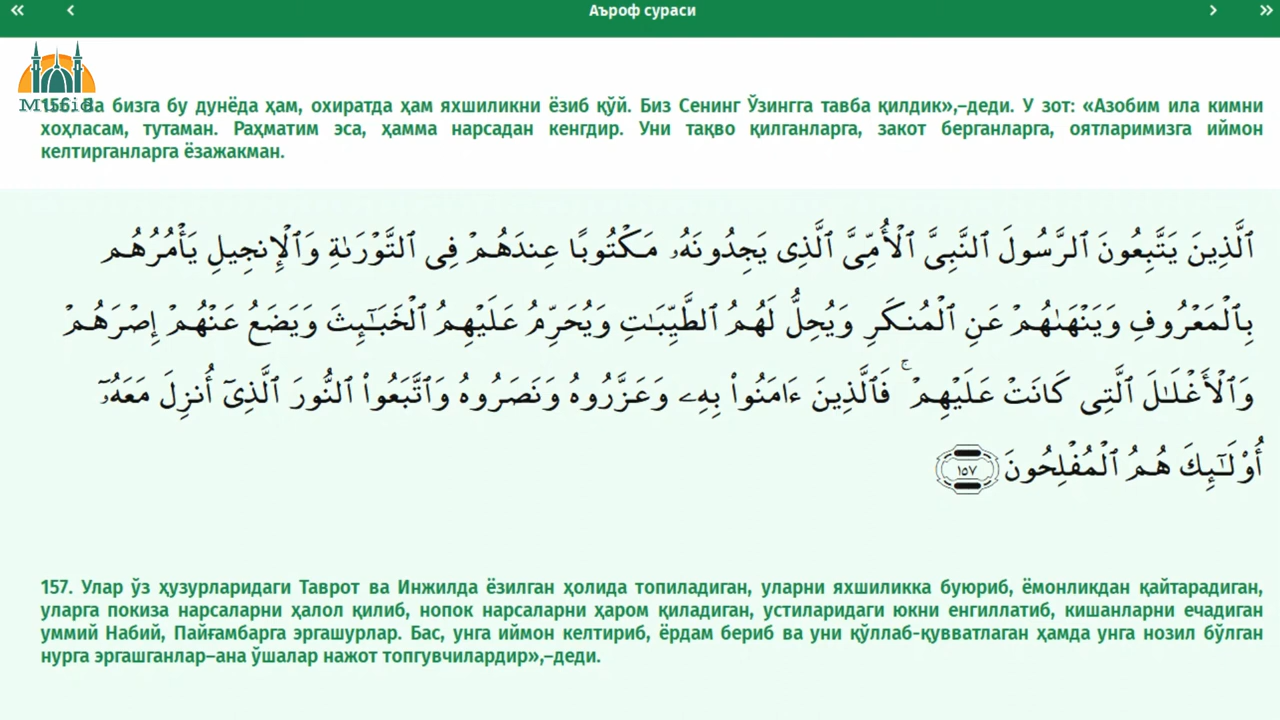 Аъроф сураси
156. Ва бизга бу дунёда ҳам, охиратда ҳам яхшиликни ёзиб қўй. Биз Сенинг Ўзингга тавба қилдик»,–деди. У зот: «Азобим ила кимни
хоҳласам, тутаман. Раҳматим эса, ҳамма нарсадан кенгдир. Уни тақво қилганларга, закот берганларга, оятларимизга иймон
келтирганларга ёзажакман.
ٱلَّذِينَ يَتَّبِعُونَ ٱلرَّسُولَ ٱلنَّبِىَّ ٱلْأُمِّىَّ ٱلَّذِى يَجِدُونَهُۥ مَكْتُوبًا عِندَهُمْ فِى ٱلتَّوْرَىٰةِ وَٱلْإِنجِيلِ يَأْمُرُهُم
بِٱلْمَعْرُوفِ وَيَنْهَىٰهُمْ عَنِ ٱلْمُنكَرِ وَيُحِلُّ لَهُمُ ٱلطَّيِّبَـٰتِ وَيُحَرِّمُ عَلَيْهِمُ ٱلْخَبَـٰٓئِثَ وَيَضَعُ عَنْهُمْ إِصْرَهُمْ
وَٱلْأَغْلَـٰلَ ٱلَّتِى كَانَتْ عَلَيْهِمْ ۚ فَٱلَّذِينَ ءَامَنُوا۟ بِهِۦ وَعَزَّرُوهُ وَنَصَرُوهُ وَٱتَّبَعُوا۟ ٱلنُّورَ ٱلَّذِىٓ أُنزِلَ مَعَهُۥٓ
أُو۟لَـٰٓئِكَ هُمُ ٱلْمُفْلِحُونَ ١٥٧
157. Улар ўз ҳузурларидаги Таврот ва Инжилда ёзилган ҳолида топиладиган, уларни яхшиликка буюриб, ёмонликдан қайтарадиган,
уларга покиза нарсаларни ҳалол қилиб, нопок нарсаларни ҳаром қиладиган, устиларидаги юкни енгиллатиб, кишанларни ечадиган
уммий Набий, Пайғамбарга эргашурлар. Бас, унга иймон келтириб, ёрдам бериб ва уни қўллаб-қувватлаган ҳамда унга нозил бўлган
нурга эргашганлар–ана ўшалар нажот топгувчилардир»,–деди.